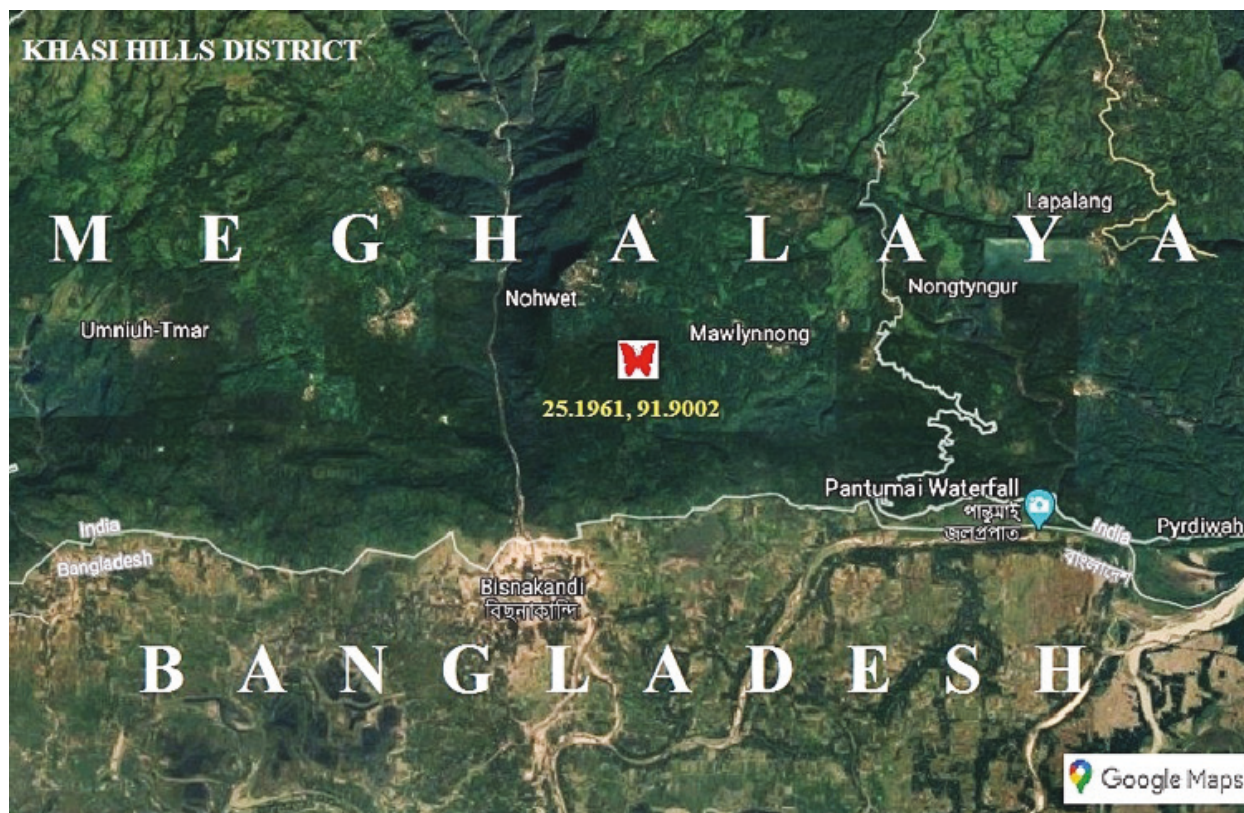 KHASI HILLS DISTRICT
Lapalang
M E G H A L A Y A
Nongtyngur
Nohwet
Umniuh-Tmar
Mawlynnong
25.1961, 91.9002
Pantumai Waterfall
পান্তুমাই
জলপ্রপাত
India
India
Pyrdiwah
Bangladesh
বাংলাদেশ
Bisnakandi
বিছনাকান্দি
B A N G L A D E S H
Google Maps